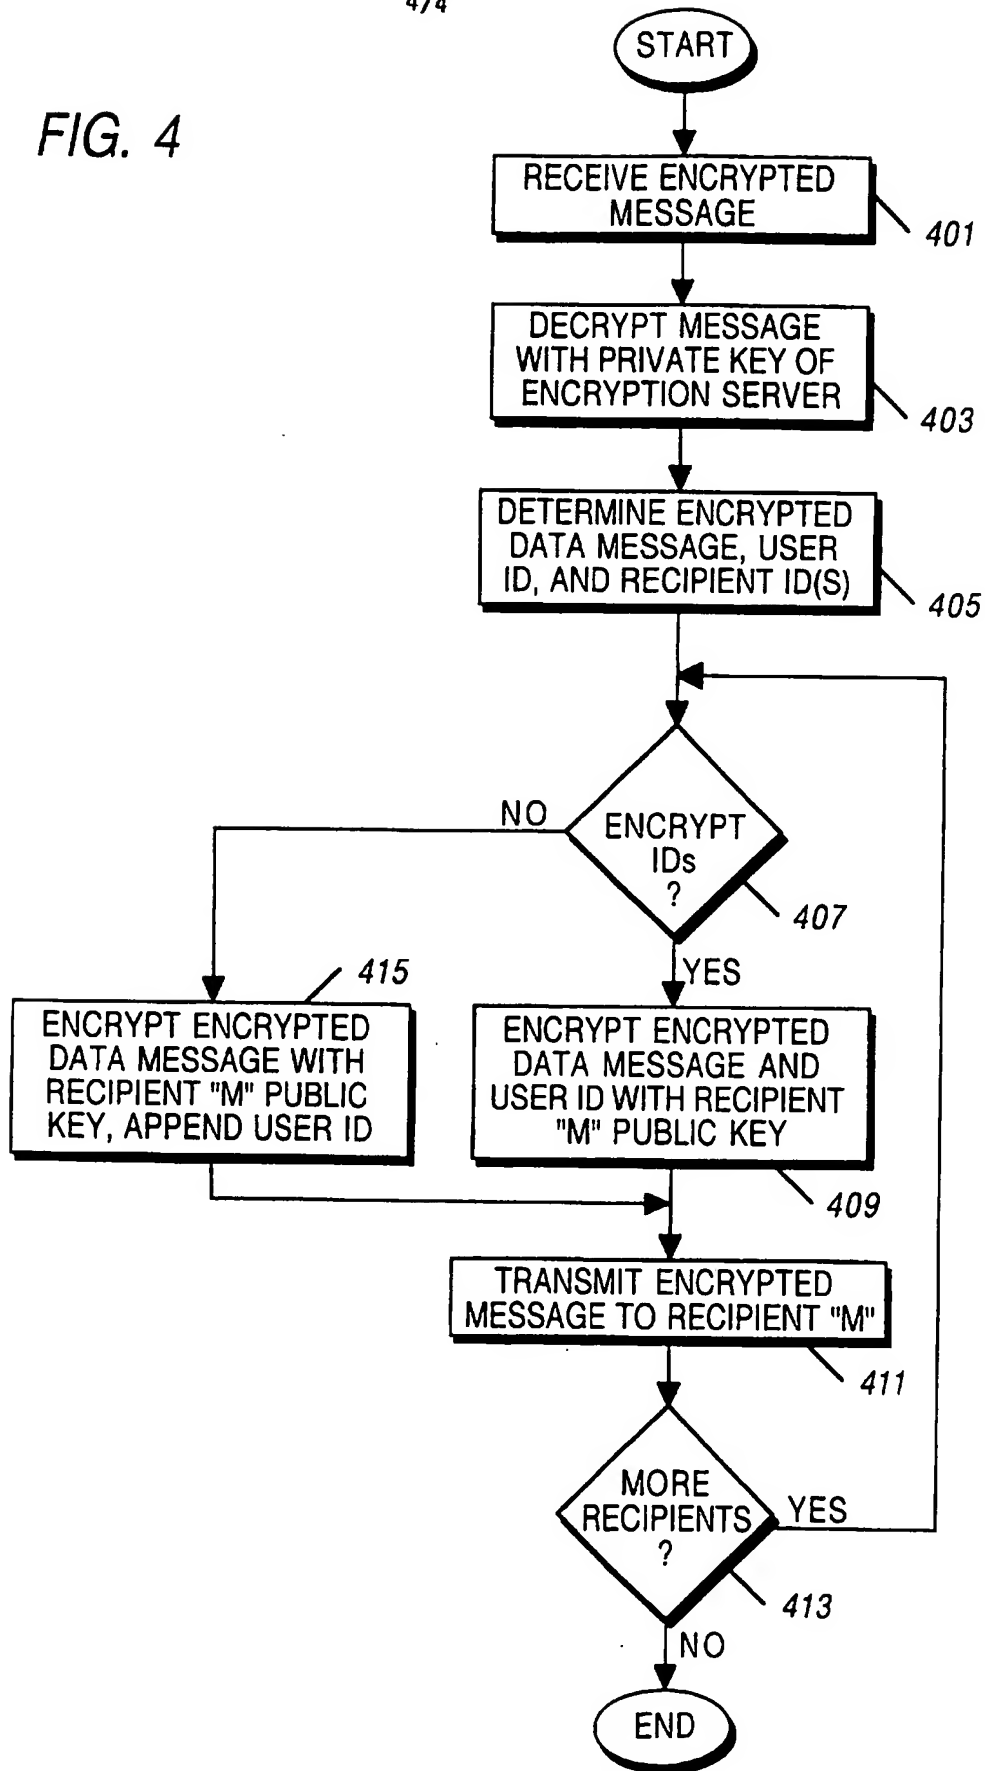 4/4
FIG. 4
START
RECEIVE ENCRYPTED
MESSAGE
401
DECRYPT MESSAGE
WITH PRIVATE KEY OF
ENCRYPTION SERVER
403
DETERMINE ENCRYPTED
DATA MESSAGE, USER
ID, AND RECIPIENT ID(S)
405
ENCRYPT
IDs
?
407
NO
YES
415
ENCRYPT ENCRYPTED
DATA MESSAGE WITH
RECIPIENT "M" PUBLIC
KEY, APPEND USER ID
ENCRYPT ENCRYPTED
DATA MESSAGE AND
USER ID WITH RECIPIENT
"M" PUBLIC KEY
409
TRANSMIT ENCRYPTED
MESSAGE TO RECIPIENT "M"
411
MORE
RECIPIENTS
?
YES
413
NO
END